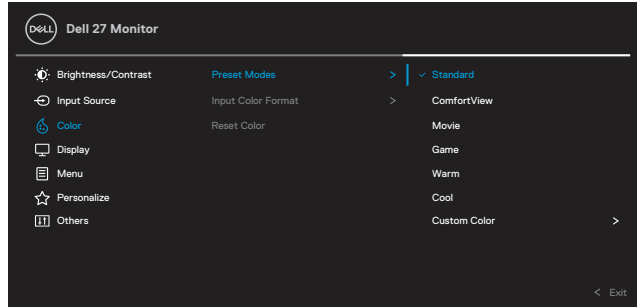 DELL Dell 27 Monitor
Brightness/Contrast Preset Modes > ✓ Standard
Input Source Input Color Format > ComfortView
Color Reset Color Movie
Display Game
Menu Warm
Personalize Cool
Others Custom Color >
< Exit